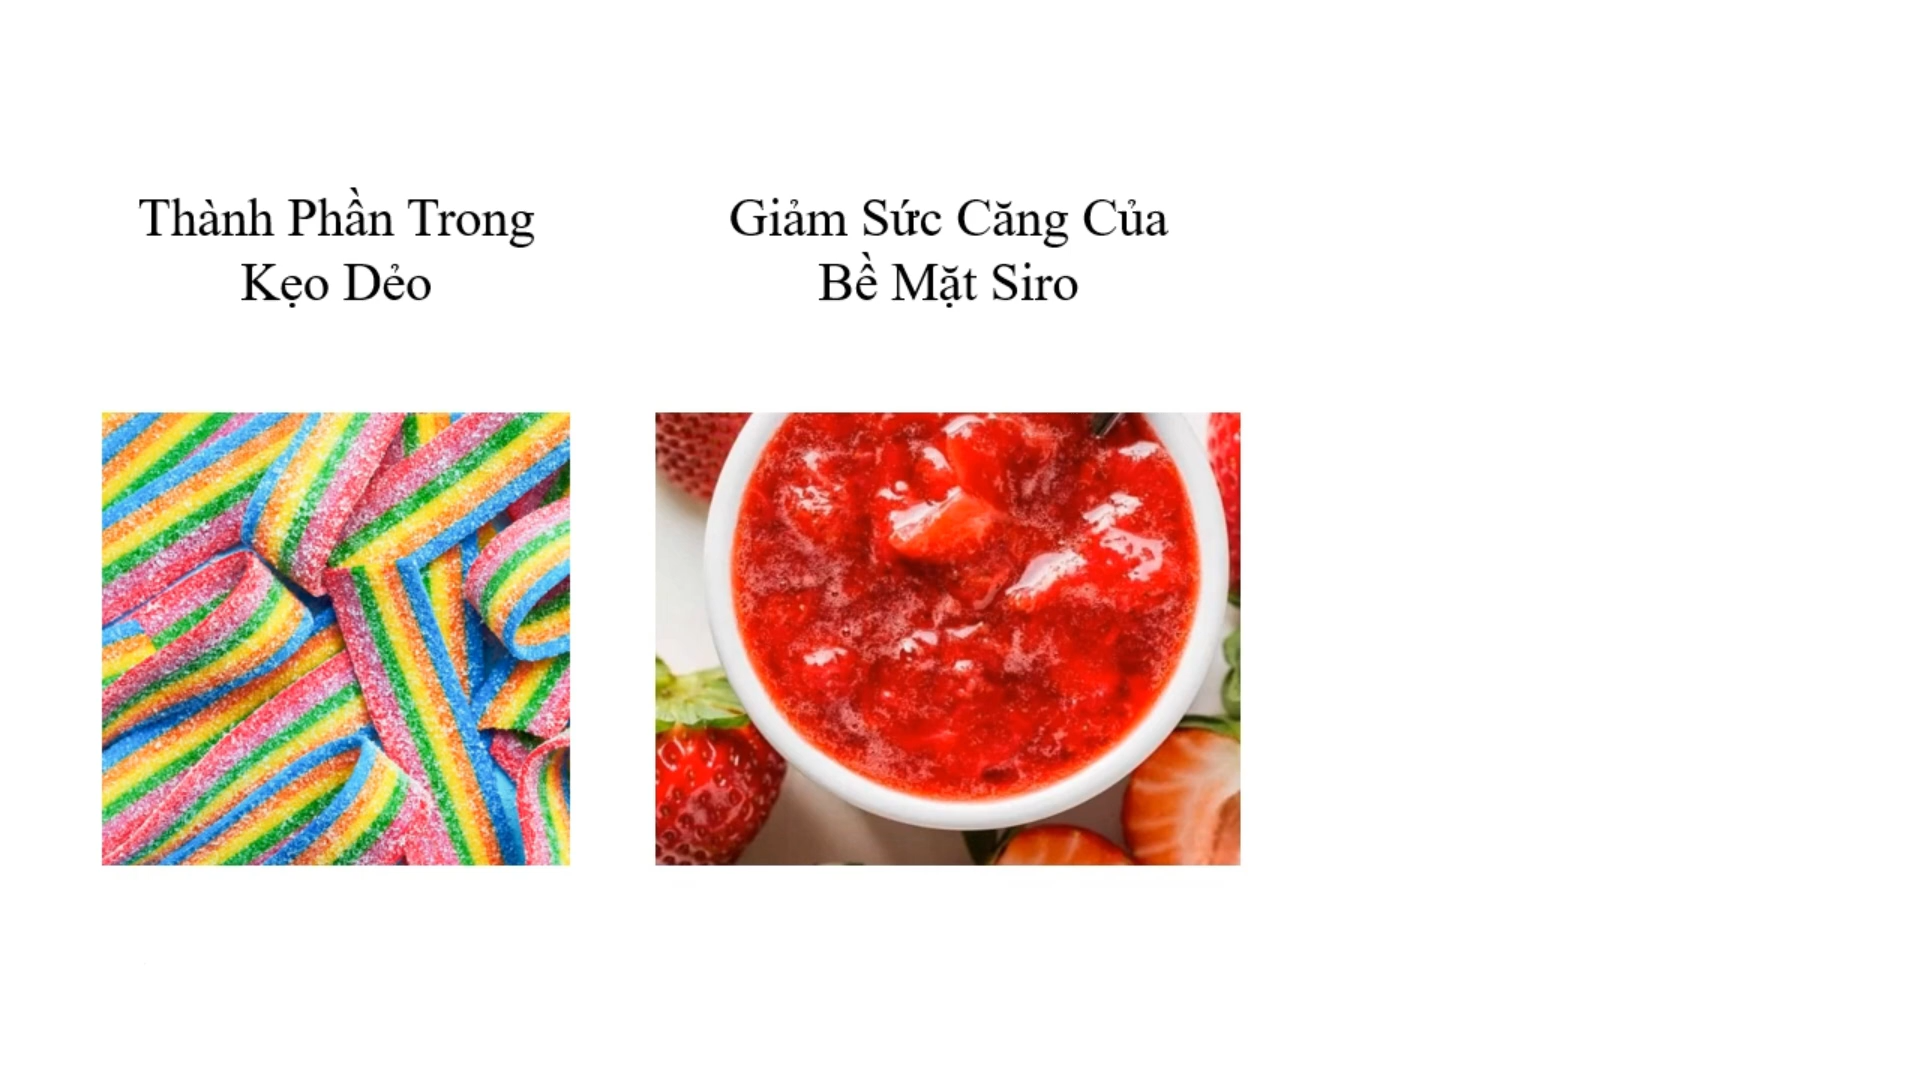 Thành Phần Trong
Kẹo Dẻo
Giảm Sức Căng Của
Bề Mặt Siro